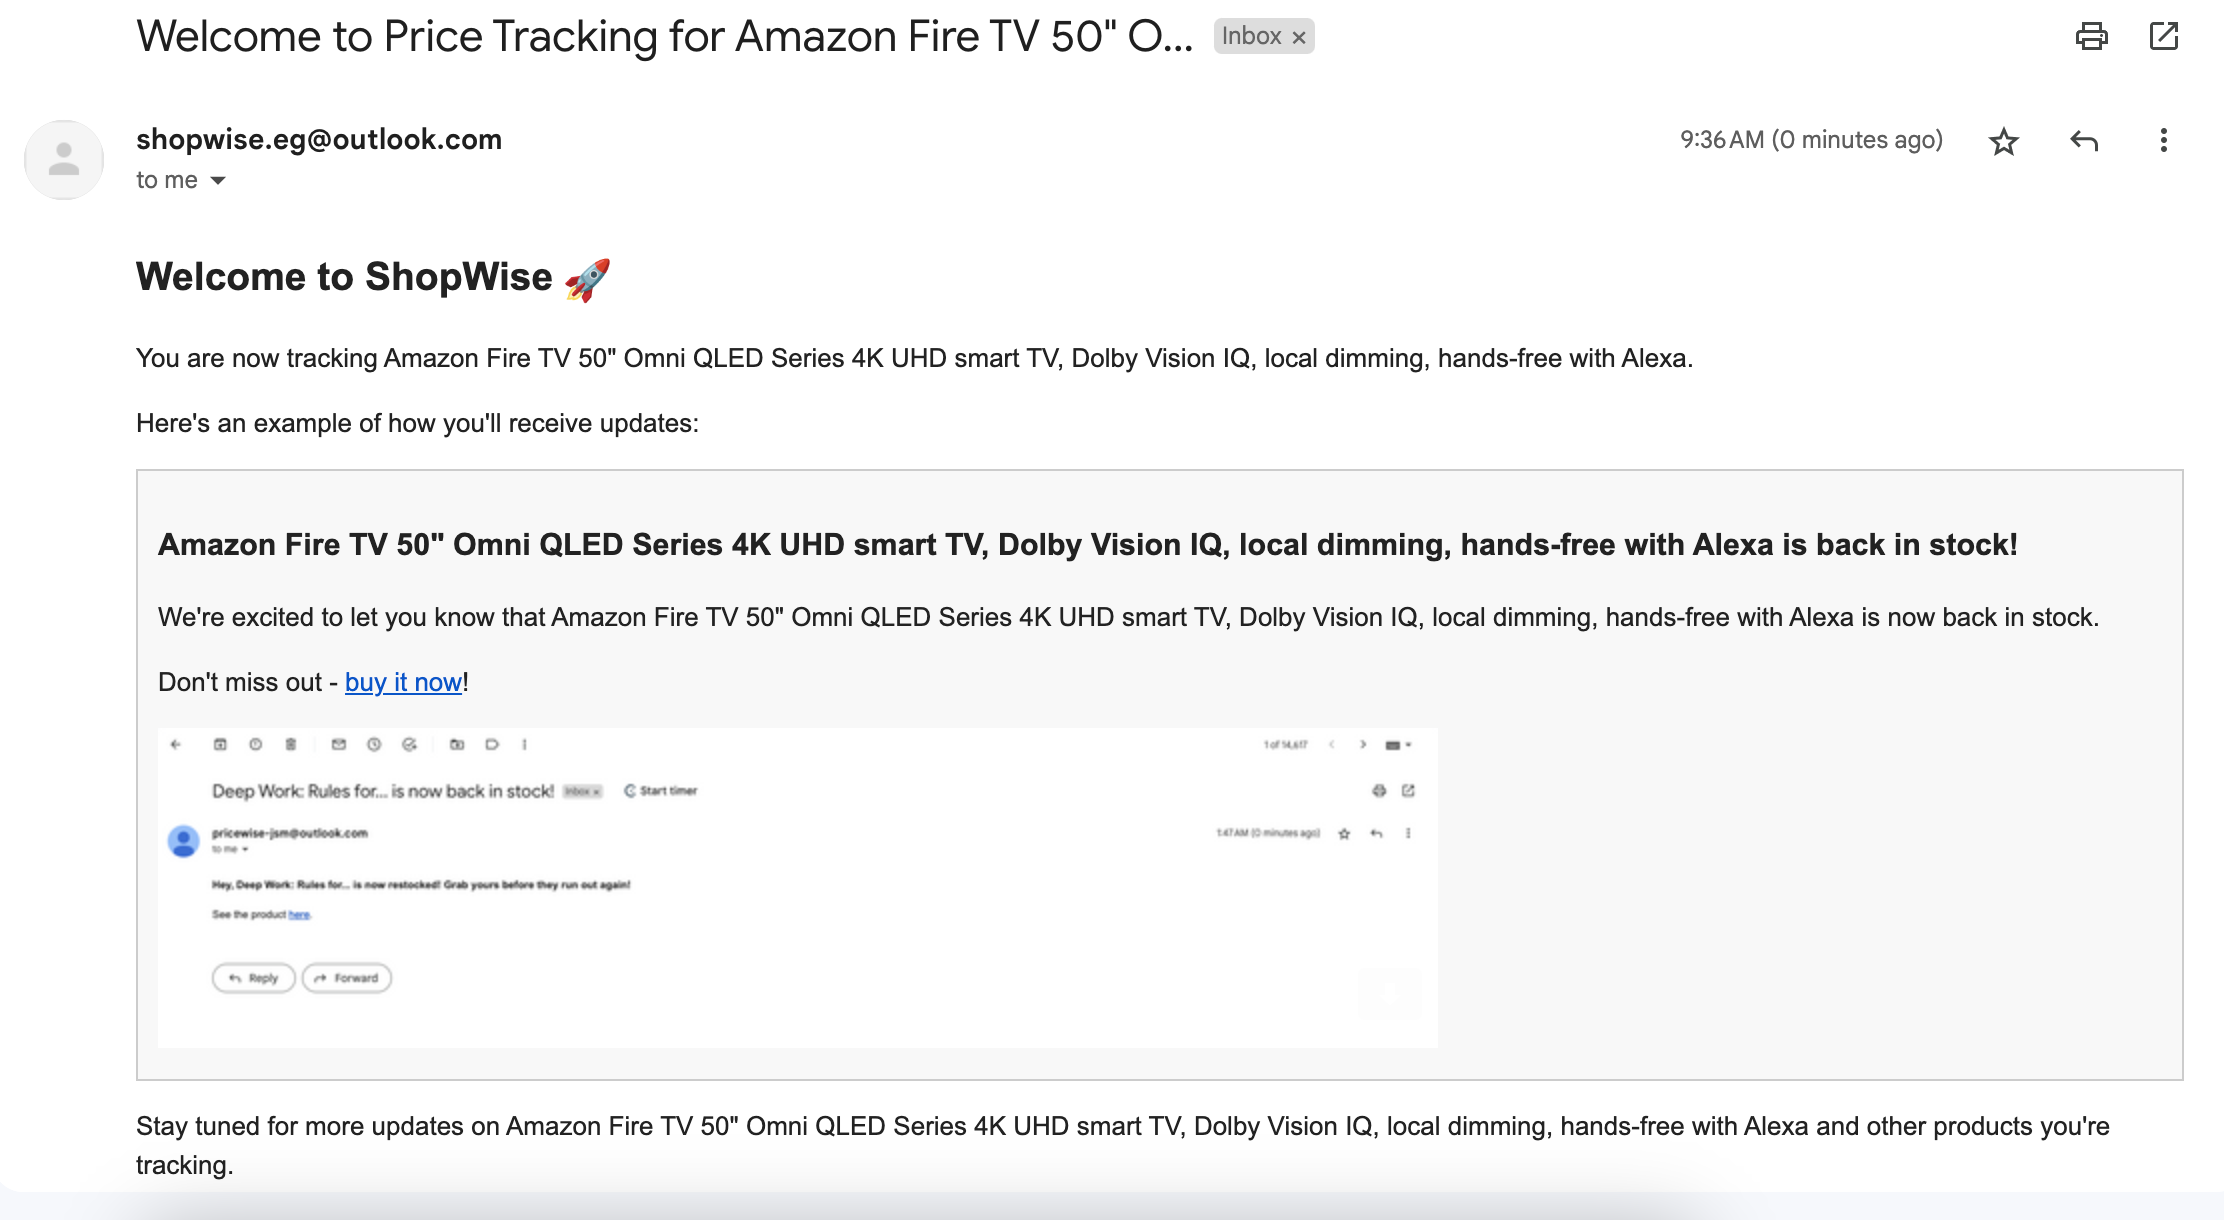 Welcome to Price Tracking for Amazon Fire TV 50" O... Inbox ×
shopwise.eg@outlook.com 9:36 AM (0 minutes ago)
to me
Welcome to ShopWise 🚀
You are now tracking Amazon Fire TV 50" Omni QLED Series 4K UHD smart TV, Dolby Vision IQ, local dimming, hands-free with Alexa.
Here's an example of how you'll receive updates:
Amazon Fire TV 50" Omni QLED Series 4K UHD smart TV, Dolby Vision IQ, local dimming, hands-free with Alexa is back in stock!
We're excited to let you know that Amazon Fire TV 50" Omni QLED Series 4K UHD smart TV, Dolby Vision IQ, local dimming, hands-free with Alexa is now back in stock.
Don't miss out - buy it now!
1 of 14,617
Deep Work: Rules for... is now back in stock! Inbox × Start timer
pricewise-jsm@outlook.com 1:47 AM (0 minutes ago)
to me
Hey, Deep Work: Rules for... is now restocked! Grab yours before they run out again!
See the product here.
Reply Forward
Stay tuned for more updates on Amazon Fire TV 50" Omni QLED Series 4K UHD smart TV, Dolby Vision IQ, local dimming, hands-free with Alexa and other products you're
tracking.